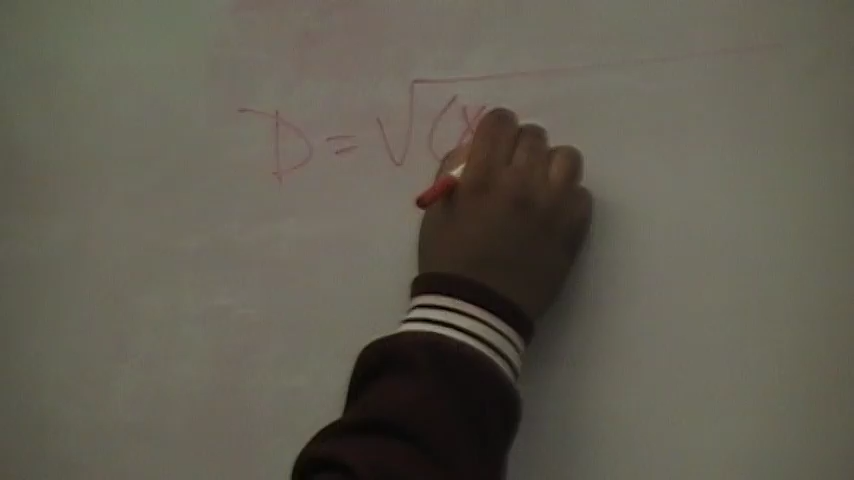 D = √(x